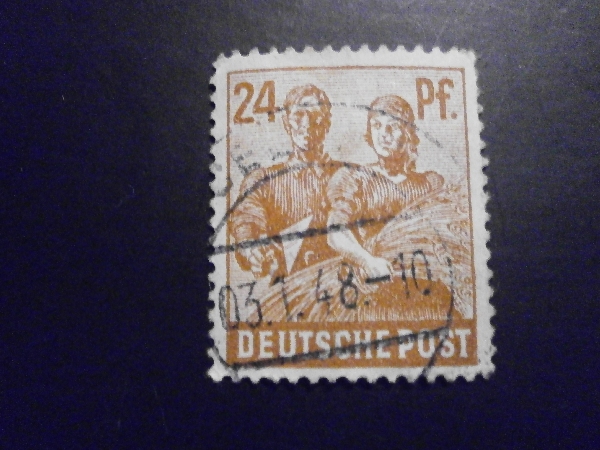 24 Pf.
03.1.48.-10
DEUTSCHE POST